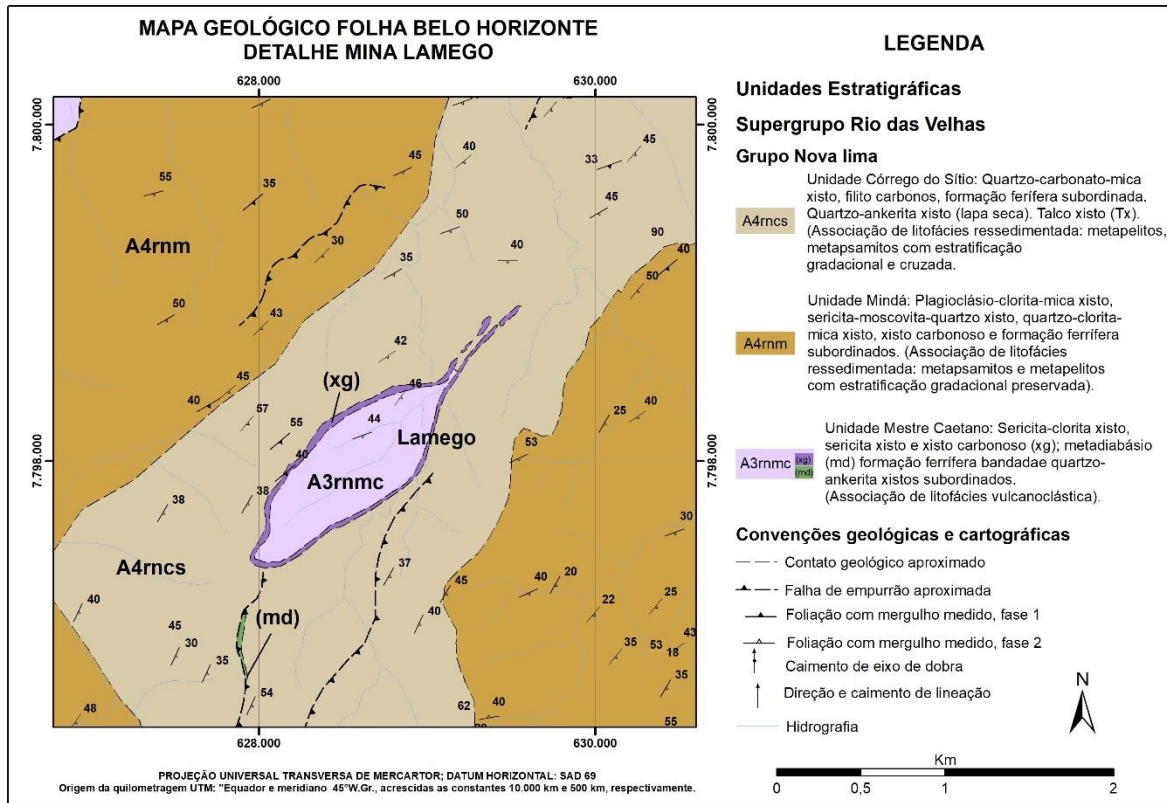 MAPA GEOLÓGICO FOLHA BELO HORIZONTE
DETALHE MINA LAMEGO
628.000
630.000
7.800.000
7.800.000
7.798.000
7.798.000
45
40
33
45
55
35
45
50
40
90
A4rnm
30
35
40
50
50
43
42
(xg)
46
45
40
57
55
44
Lamego
25
40
53
40
A3rnmc
38
38
30
A4rncs
37
45
40
20
40
(md)
40
22
25
45
30
35
35
53
43
18
35
54
48
62
40
55
628.000
630.000
PROJEÇÃO UNIVERSAL TRANSVERSA DE MERCARTOR; DATUM HORIZONTAL: SAD 69
Origem da quilometragem UTM: "Equador e meridiano 45°W.Gr., acrescidas as constantes 10.000 km e 500 km, respectivamente.
LEGENDA
Unidades Estratigráficas
Supergrupo Rio das Velhas
Grupo Nova lima
A4rncs
Unidade Córrego do Sítio: Quartzo-carbonato-mica
xisto, filito carbonos, formação ferífera subordinada.
Quartzo-ankerita xisto (lapa seca). Talco xisto (Tx).
(Associação de litofácies ressedimentada: metapelitos,
metapsamitos com estratificação
gradacional e cruzada.
A4rnm
Unidade Mindá: Plagioclásio-clorita-mica xisto,
sericita-moscovita-quartzo xisto, quartzo-clorita-
mica xisto, xisto carbonoso e formação ferrífera
subordinados. (Associação de litofácies
ressedimentada: metapsamitos e metapelitos
com estratificação gradacional preservada).
A3rnmc
(xg)
(md)
Unidade Mestre Caetano: Sericita-clorita xisto,
sericita xisto e xisto carbonoso (xg); metadiabásio
(md) formação ferrífera bandadae quartzo-
ankerita xistos subordinados.
(Associação de litofácies vulcanoclástica).
Convenções geológicas e cartográficas
Contato geológico aproximado
Falha de empurrão aproximada
Foliação com mergulho medido, fase 1
Foliação com mergulho medido, fase 2
Caimento de eixo de dobra
Direção e caimento de lineação
Hidrografia
N
Km
0
0,5
1
2